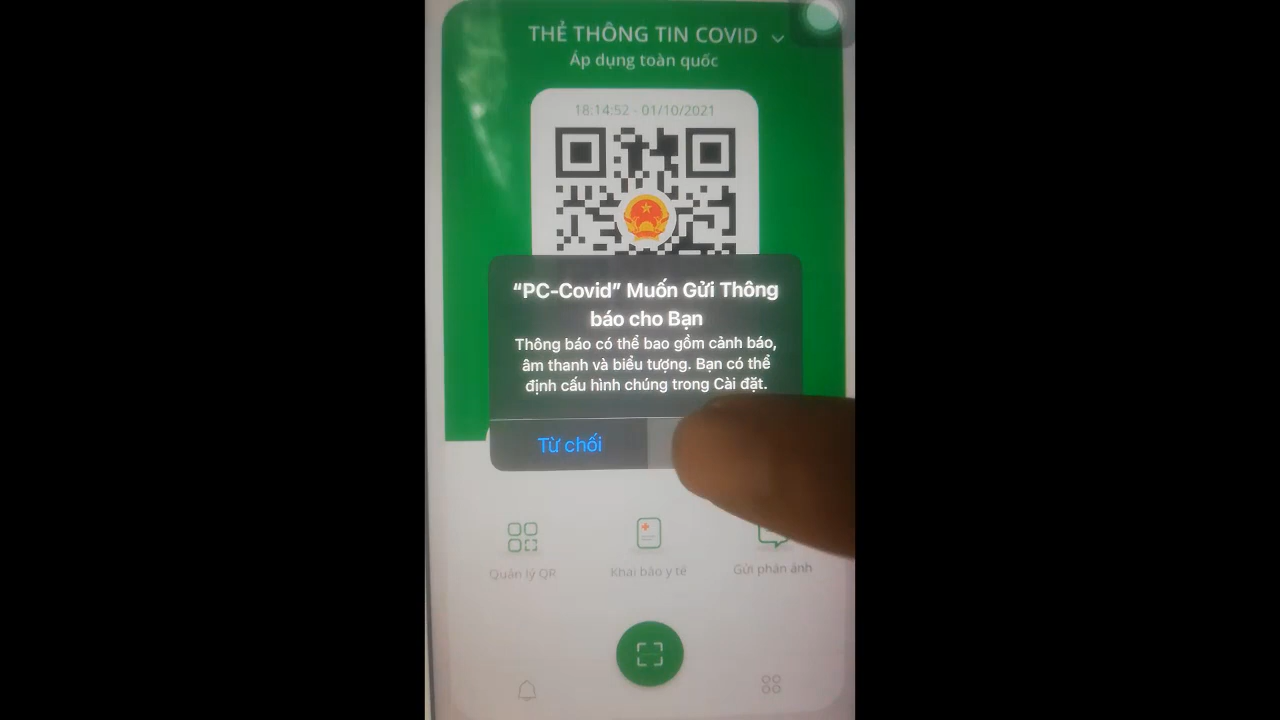 THẺ THÔNG TIN COVID
Áp dụng toàn quốc
18:14:52 - 01/10/2021
“PC-Covid” Muốn Gửi Thông
báo cho Bạn
Thông báo có thể bao gồm cảnh báo,
âm thanh và biểu tượng. Bạn có thể
định cấu hình chúng trong Cài đặt.
Từ chối
Quản lý QR
Khai báo y tế
Gửi phản ánh